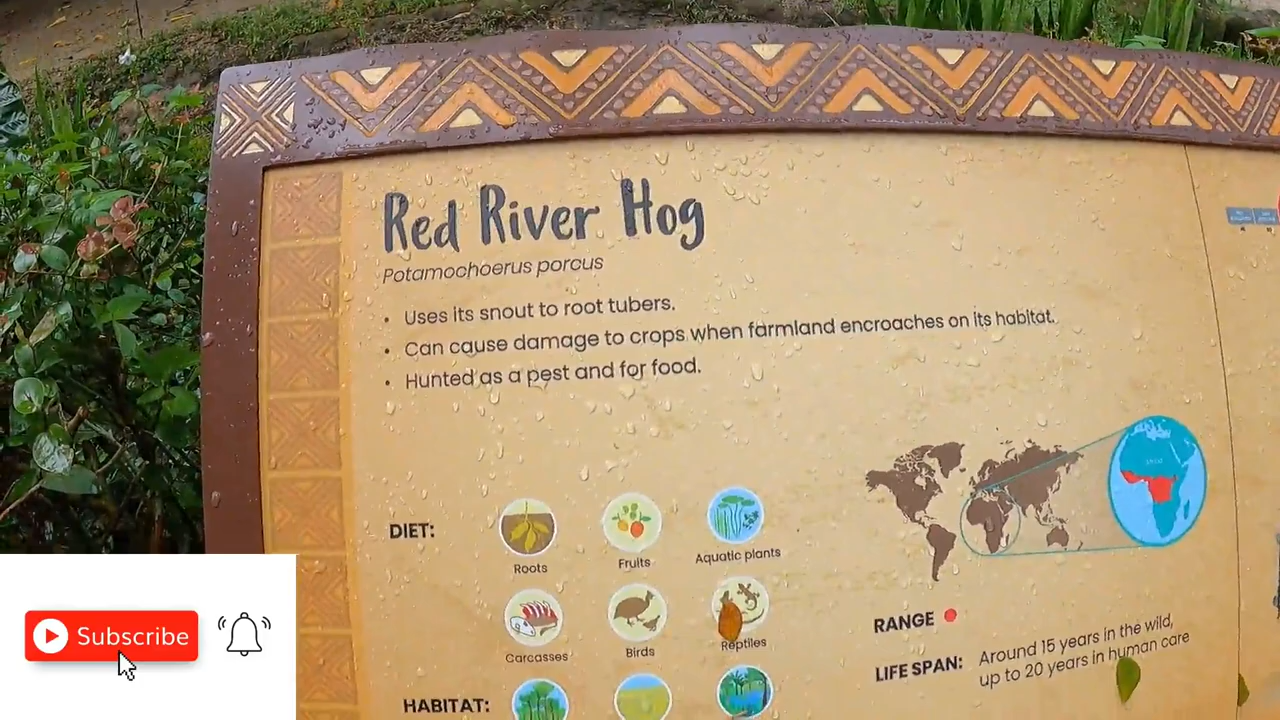 Red River Hog
Potamochoerus porcus
• Uses its snout to root tubers.
• Can cause damage to crops when farmland encroaches on its habitat.
• Hunted as a pest and for food.
DIET:
Roots
Fruits
Aquatic plants
Carcasses
Birds
Reptiles
HABITAT:
RANGE
LIFE SPAN: Around 15 years in the wild,
up to 20 years in human care
Subscribe